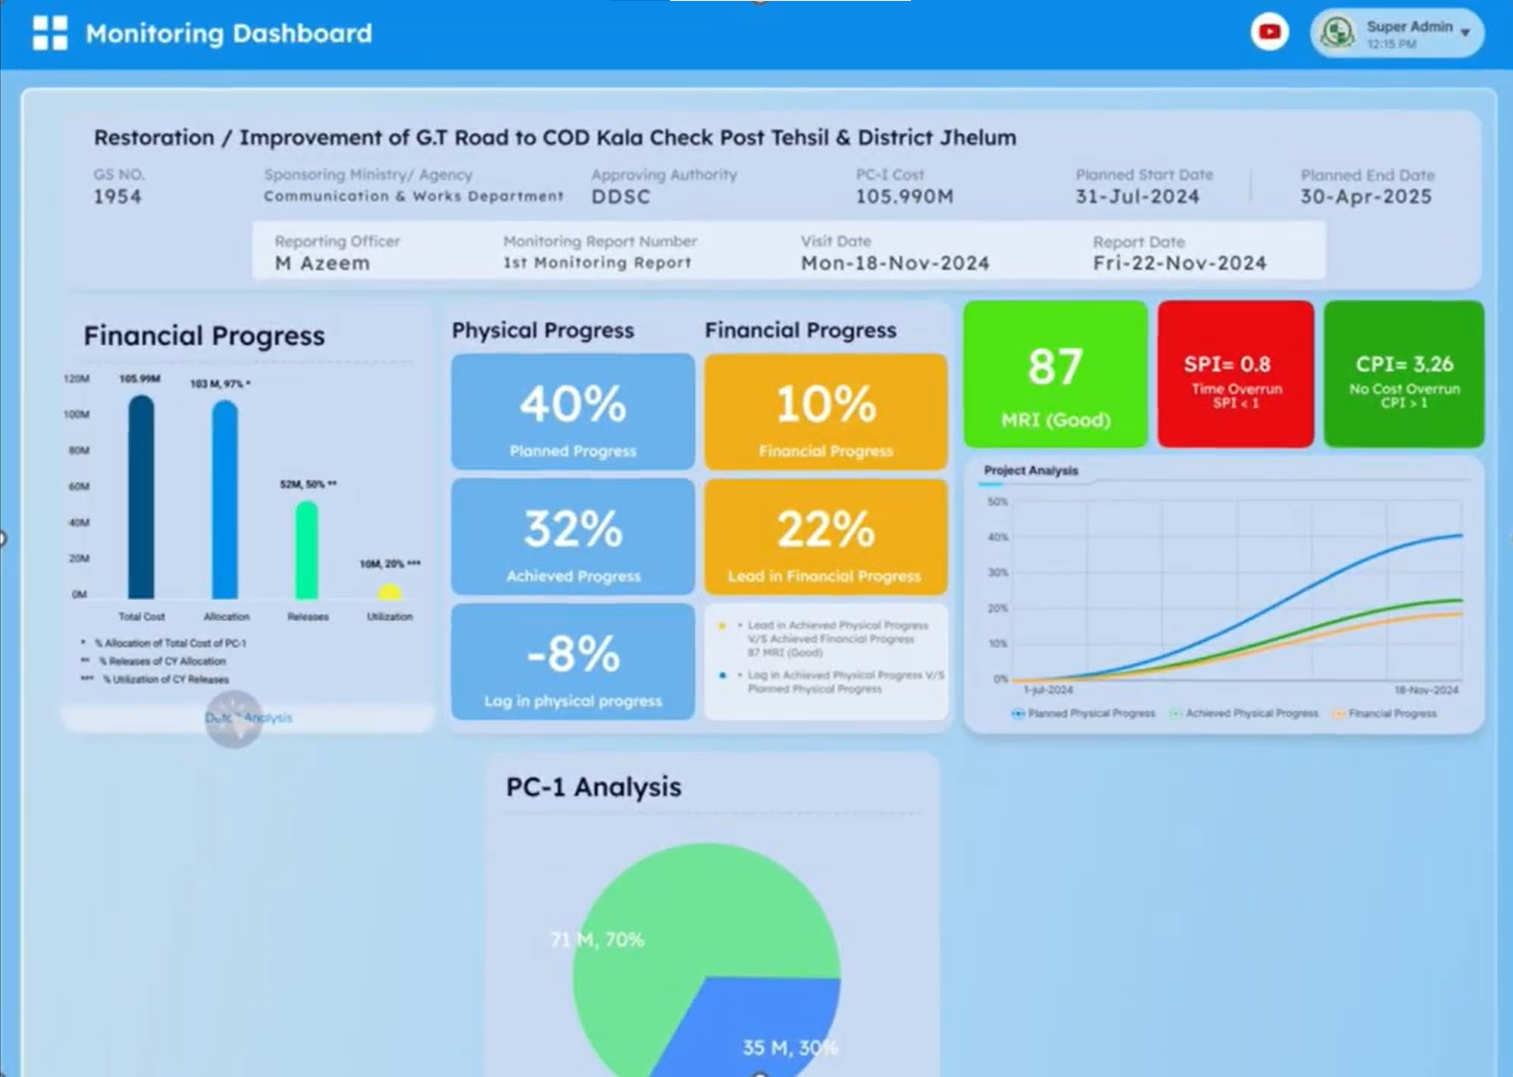 Monitoring Dashboard
Super Admin
12:15 PM
Restoration / Improvement of G.T Road to COD Kala Check Post Tehsil & District Jhelum
GS NO.
1954
Sponsoring Ministry/ Agency
Communication & Works Department
Approving Authority
DDSC
PC-I Cost
105.990M
Planned Start Date
31-Jul-2024
Planned End Date
30-Apr-2025
Reporting Officer
M Azeem
Monitoring Report Number
1st Monitoring Report
Visit Date
Mon-18-Nov-2024
Report Date
Fri-22-Nov-2024
Financial Progress
120M
100M
80M
60M
40M
20M
0M
105.99M
103 M, 97% *
52M, 50% **
10M, 20% ***
Total Cost
Allocation
Releases
Utilization
* % Allocation of Total Cost of PC-1
** % Releases of CY Allocation
*** % Utilization of CY Releases
Analysis
Physical Progress
40%
Planned Progress
32%
Achieved Progress
-8%
Lag in physical progress
Financial Progress
10%
Financial Progress
22%
Lead in Financial Progress
• Lead in Achieved Physical Progress
V/S Achieved Financial Progress
87 MRI (Good)
• Lag in Achieved Physical Progress V/S
Planned Physical Progress
87
MRI (Good)
SPI= 0.8
Time Overrun
SPI < 1
CPI= 3.26
No Cost Overrun
CPI > 1
Project Analysis
50%
40%
30%
20%
10%
0%
1-jul-2024
18-Nov-2024
Planned Physical Progress
Achieved Physical Progress
Financial Progress
PC-1 Analysis
71 M, 70%
35 M, 30%